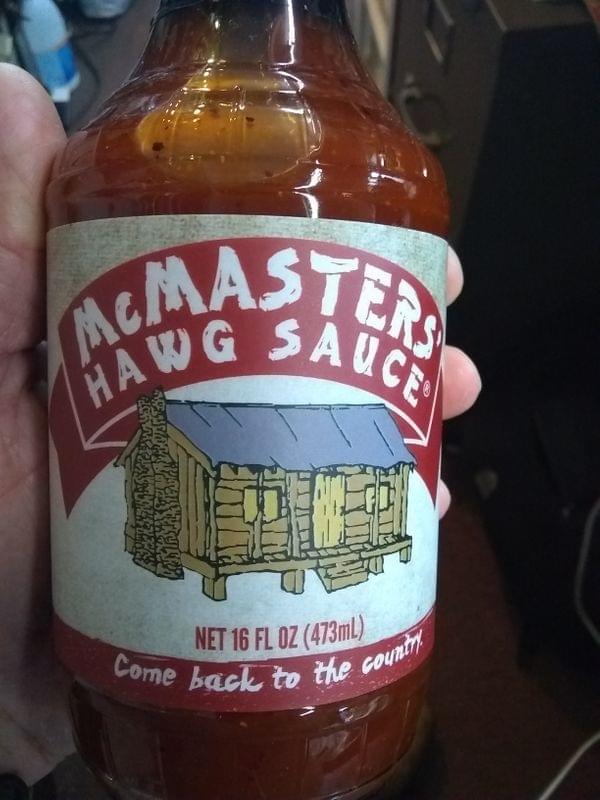 McMASTERS'
HAWG SAUCE®
NET 16 FL OZ (473mL)
Come back to the country.